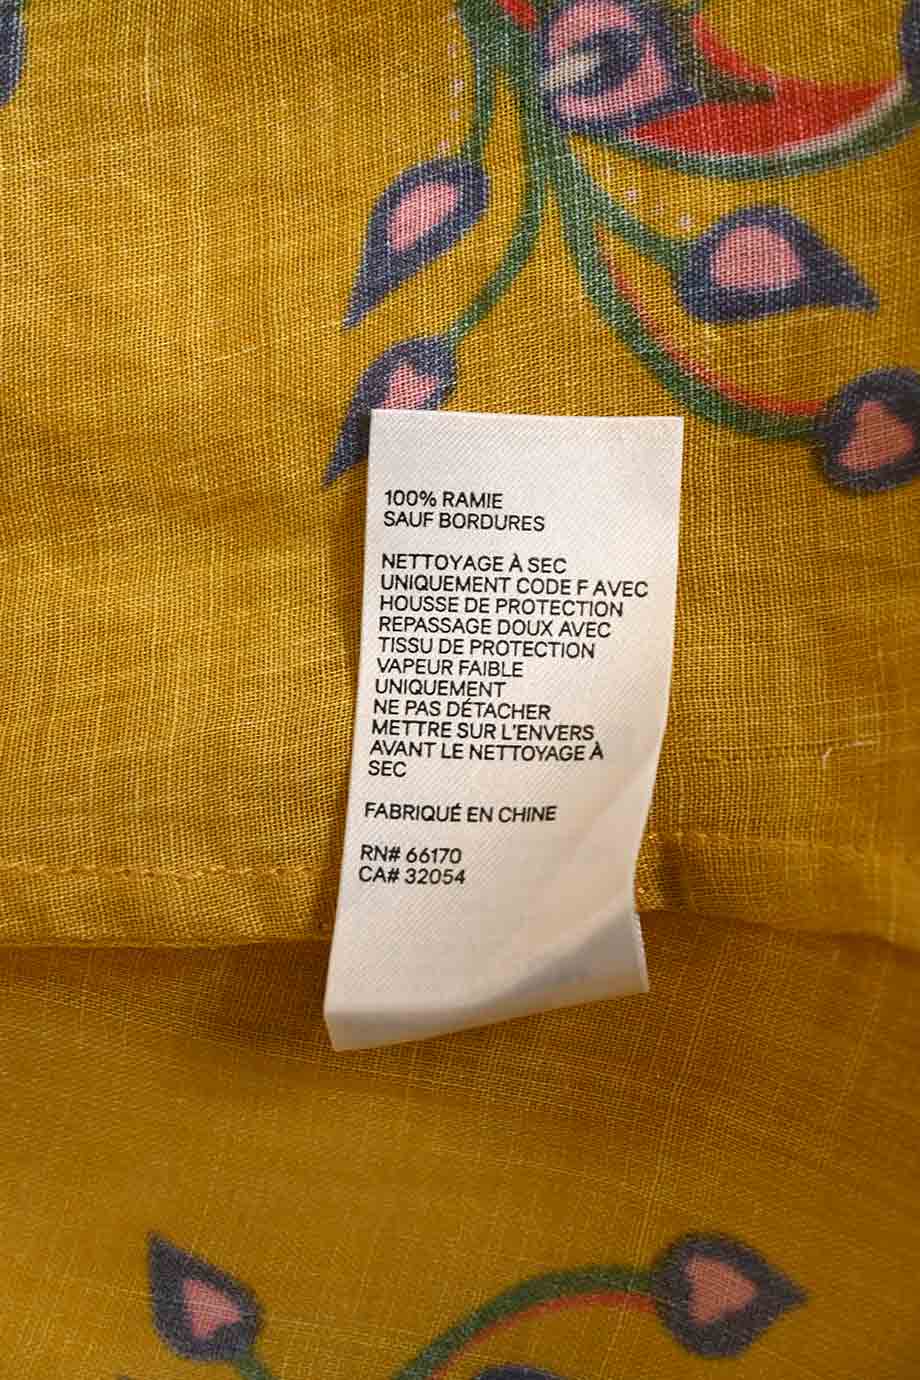 100% RAMIE
SAUF BORDURES
NETTOYAGE À SEC
UNIQUEMENT CODE F AVEC
HOUSSE DE PROTECTION
REPASSAGE DOUX AVEC
TISSU DE PROTECTION
VAPEUR FAIBLE
UNIQUEMENT
NE PAS DÉTACHER
METTRE SUR L'ENVERS
AVANT LE NETTOYAGE À
SEC
FABRIQUÉ EN CHINE
RN# 66170
CA# 32054